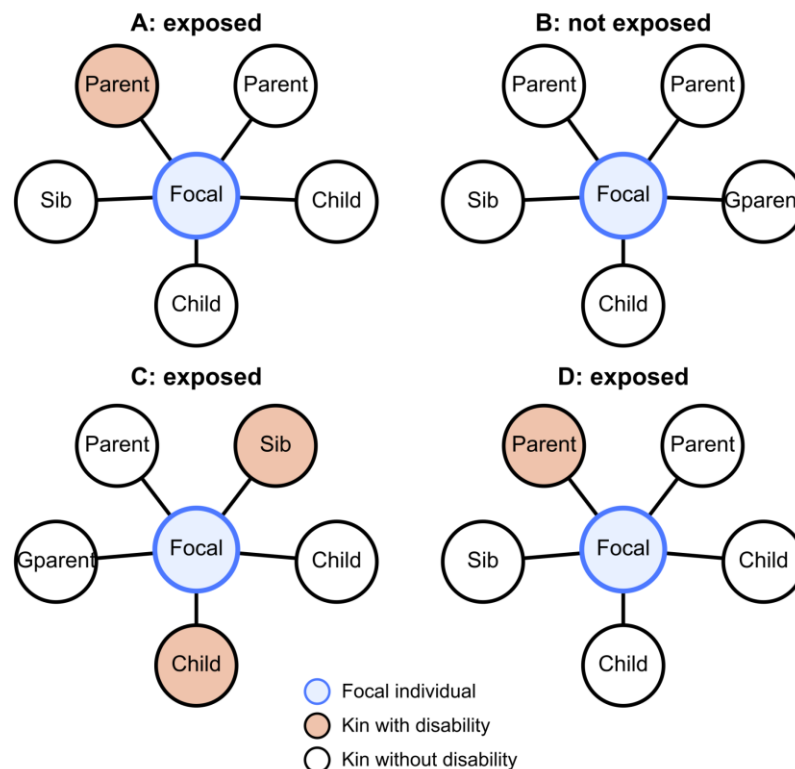 A: exposed
B: not exposed
Parent
Parent
Parent
Parent
Sib
Focal
Child
Sib
Focal
Gparent
Child
Child
C: exposed
D: exposed
Parent
Sib
Parent
Parent
Gparent
Focal
Child
Sib
Focal
Child
Child
Child
Focal individual
Kin with disability
Kin without disability